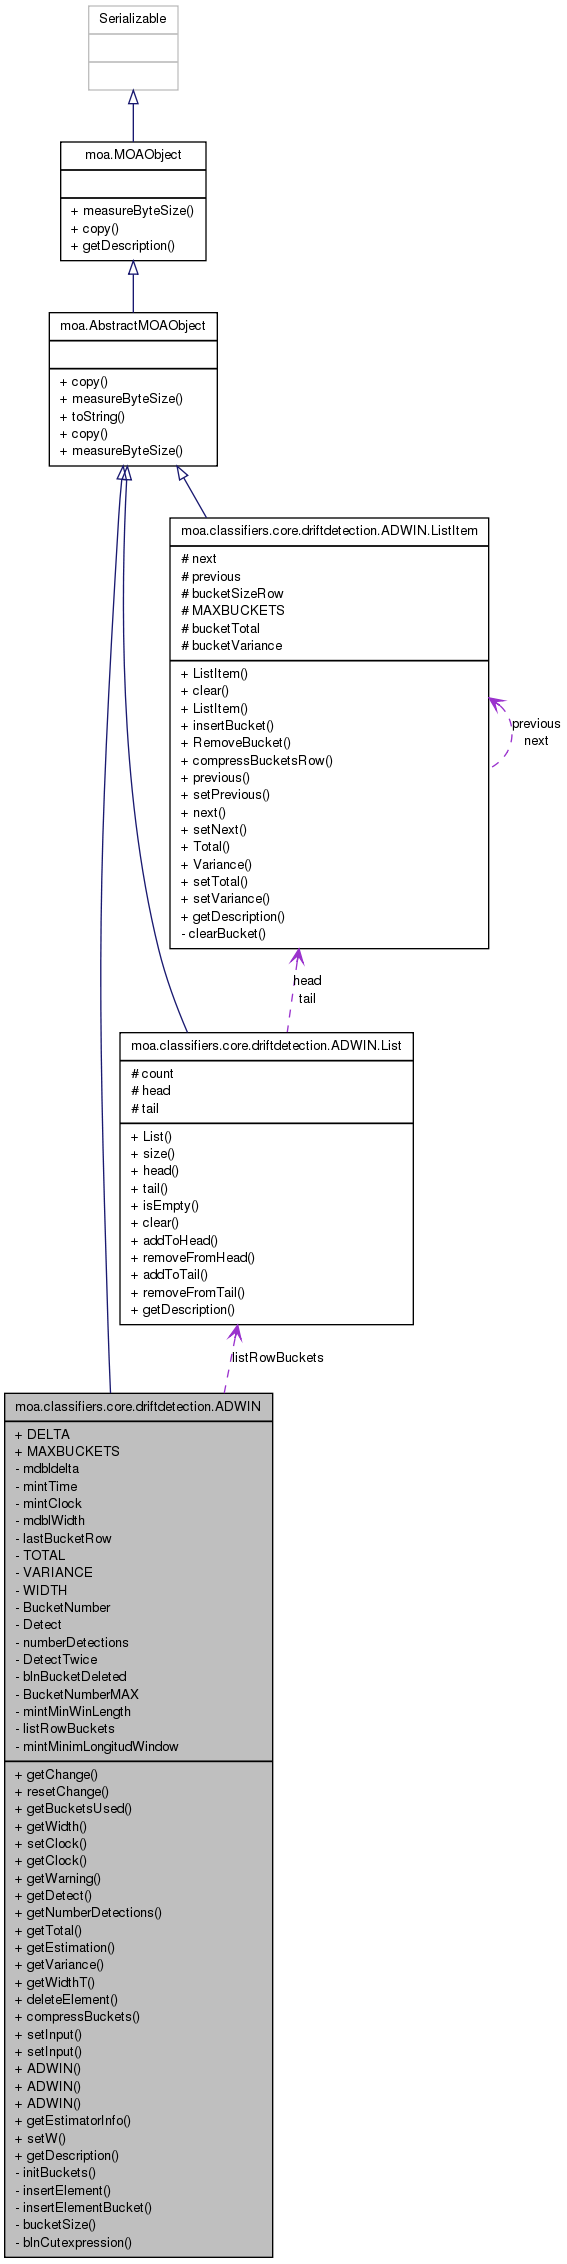 Serializable
moa.MOAObject
+ measureByteSize()
+ copy()
+ getDescription()
moa.AbstractMOAObject
+ copy()
+ measureByteSize()
+ toString()
+ copy()
+ measureByteSize()
moa.classifiers.core.driftdetection.ADWIN.ListItem
# next
# previous
# bucketSizeRow
# MAXBUCKETS
# bucketTotal
# bucketVariance
+ ListItem()
+ clear()
+ ListItem()
+ insertBucket()
+ RemoveBucket()
+ compressBucketsRow()
+ previous()
+ setPrevious()
+ next()
+ setNext()
+ Total()
+ Variance()
+ setTotal()
+ setVariance()
+ getDescription()
- clearBucket()
previous
next
head
tail
moa.classifiers.core.driftdetection.ADWIN.List
# count
# head
# tail
+ List()
+ size()
+ head()
+ tail()
+ isEmpty()
+ clear()
+ addToHead()
+ removeFromHead()
+ addToTail()
+ removeFromTail()
+ getDescription()
listRowBuckets
moa.classifiers.core.driftdetection.ADWIN
+ DELTA
+ MAXBUCKETS
- mdbldelta
- mintTime
- mintClock
- mdblWidth
- lastBucketRow
- TOTAL
- VARIANCE
- WIDTH
- BucketNumber
- Detect
- numberDetections
- DetectTwice
- blnBucketDeleted
- BucketNumberMAX
- mintMinWinLength
- listRowBuckets
- mintMinimLongitudWindow
+ getChange()
+ resetChange()
+ getBucketsUsed()
+ getWidth()
+ setClock()
+ getClock()
+ getWarning()
+ getDetect()
+ getNumberDetections()
+ getTotal()
+ getEstimation()
+ getVariance()
+ getWidthT()
+ deleteElement()
+ compressBuckets()
+ setInput()
+ setInput()
+ ADWIN()
+ ADWIN()
+ ADWIN()
+ getEstimatorInfo()
+ setW()
+ getDescription()
- initBuckets()
- insertElement()
- insertElementBucket()
- bucketSize()
- blnCutexpression()